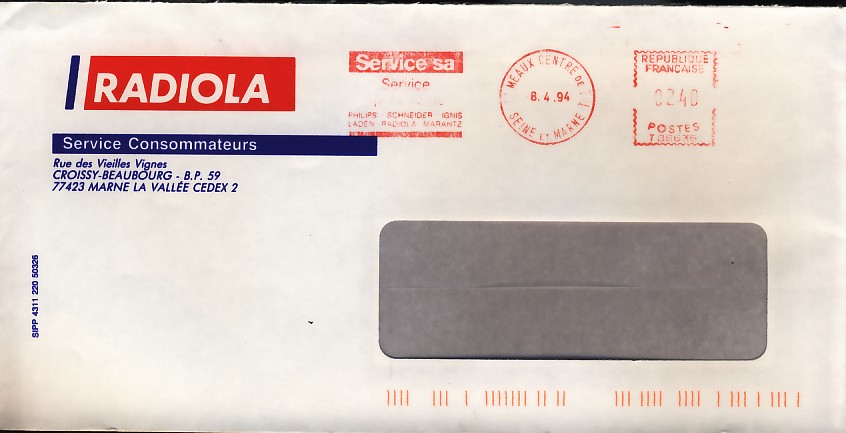 RADIOLA
Service Consommateurs
Rue des Vieilles Vignes
CROISSY-BEAUBOURG - B.P. 59
77423 MARNE LA VALLÉE CEDEX 2
SIPP 4311 220 50326
Service sa
Service
PHILIPS SCHNEIDER IGNIS
LADEN RADIOLA MARANTZ
MEAUX CENTRE DE
8.4.94
SEINE ET MARNE
REPUBLIQUE
FRANCAISE
0240
POSTES